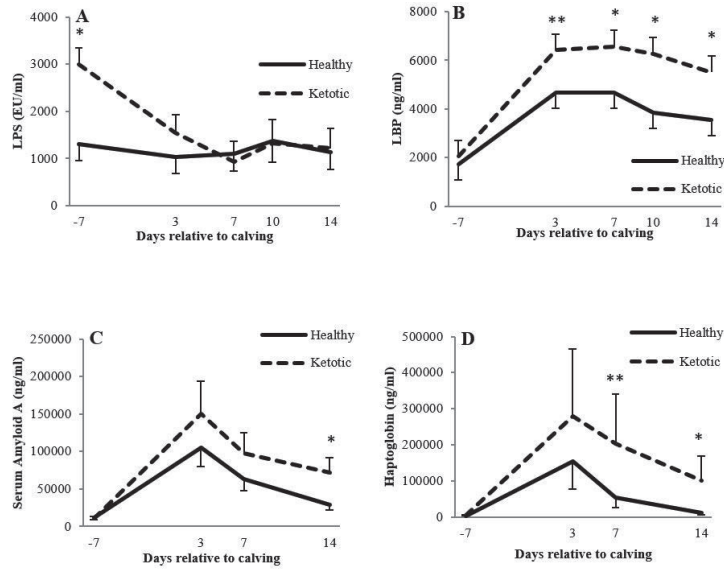 A
4000
*
3000
2000
1000
0
LPS (EU/ml)
Healthy
Ketotic
-7 3 7 10 14
Days relative to calving
B
8000
6000
4000
2000
0
LBP (ng/ml)
** * * *
Healthy
Ketotic
-7 3 7 10 14
Days relative to calving
C
250000
200000
150000
100000
50000
0
Serum Amyloid A (ng/ml)
Healthy
Ketotic
*
-7 3 7 14
Days relative to calving
D
500000
400000
300000
200000
100000
0
Haptoglobin (ng/ml)
Healthy
Ketotic
** *
-7 3 7 14
Days relative to calving